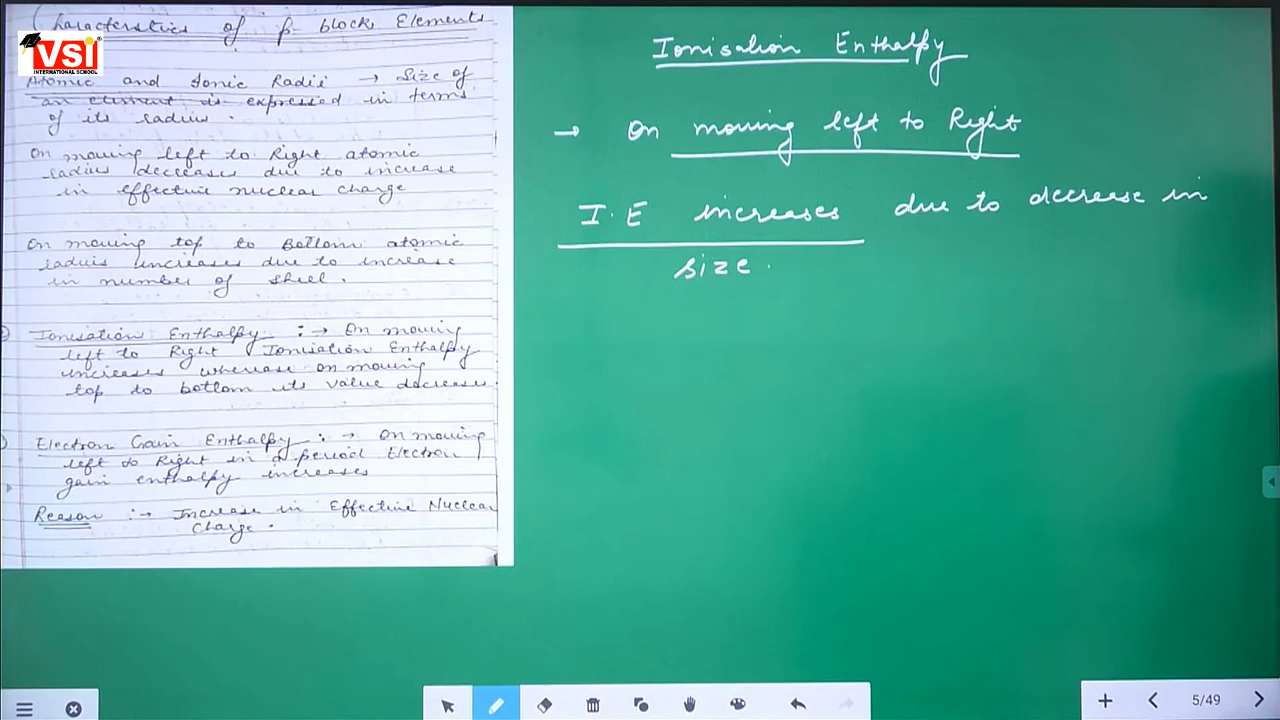 Characterstics of p-block Elements
VSI
INTERNATIONAL SCHOOL
Atomic and Ionic Radii → Size of
an element is expressed in terms
of its radius.
On moving left to Right atomic
radius decreases due to increase
in effective nuclear charge
On moving top to bottom atomic
raduis increases due to increase
in number of shell.
Ionisation Enthalpy :→ On moving
left to Right Ionisation Enthalpy
increases wherease on moving
top to bottom its value decreases.
Electron Gain Enthalpy :→ On moving
left to Right in a period Electron
gain enthalpy increases
Reason :→ Increase in Effective Nuclear
Charge.
Ionisation Enthalpy
→ On moving left to Right
I.E increases due to decrease in
size.
5/49